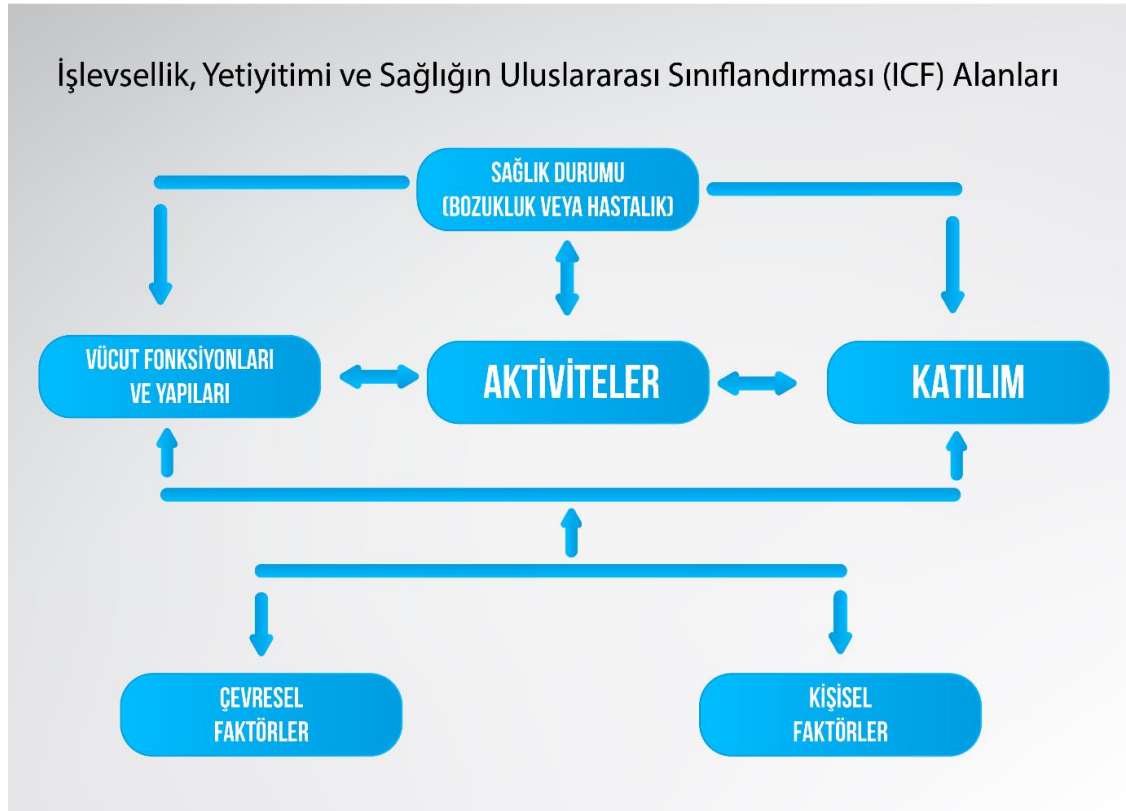 İşlevsellik, Yetiyitimi ve Sağlığın Uluslararası Sınıflandırması (ICF) Alanları
SAĞLIK DURUMU
(BOZUKLUK VEYA HASTALIK)
VÜCUT FONKSİYONLARI
VE YAPILARI
AKTİVİTELER
KATILIM
ÇEVRESEL
FAKTÖRLER
KİŞİSEL
FAKTÖRLER